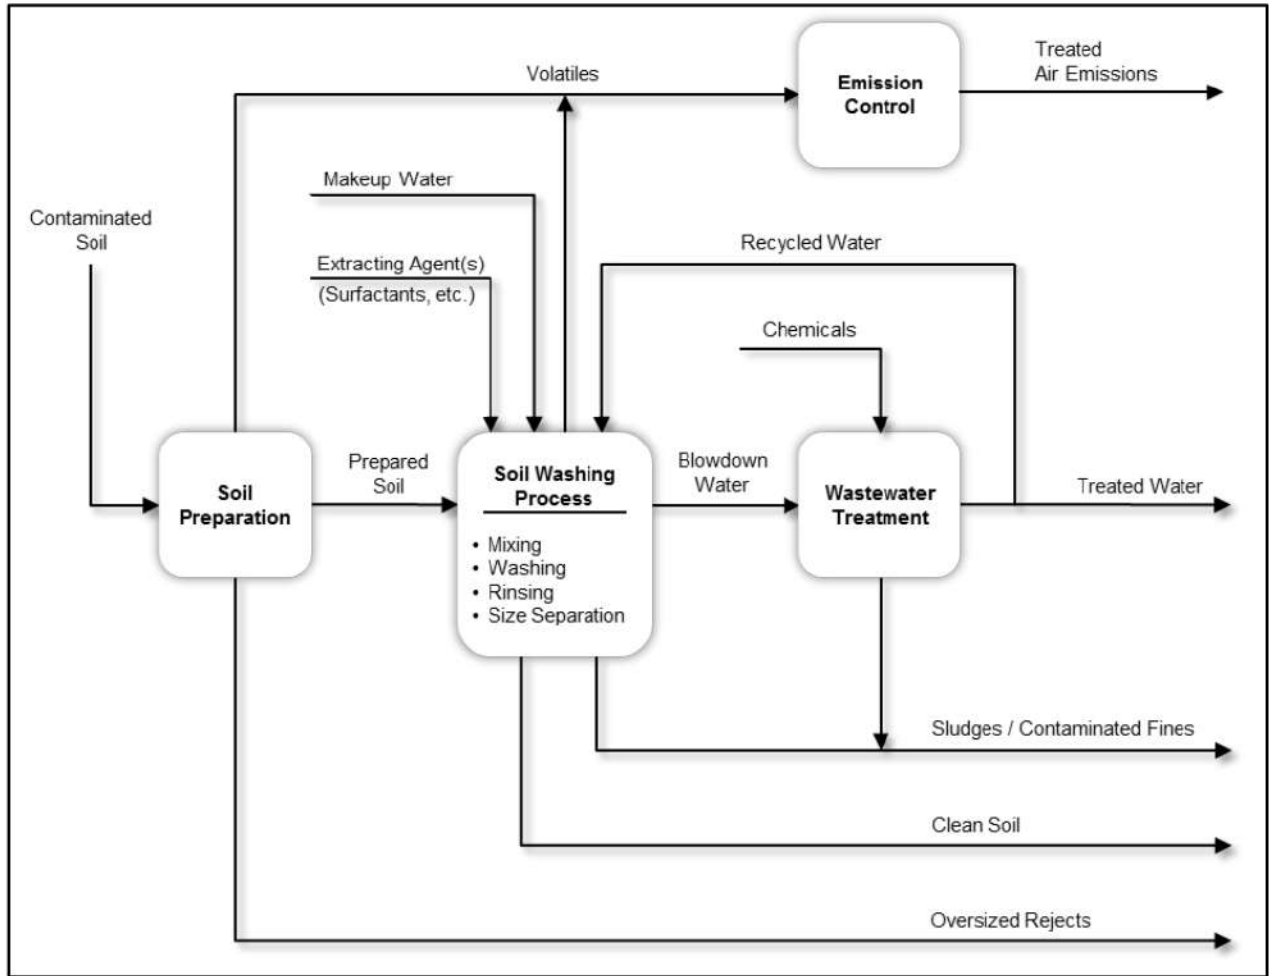 Volatiles
Emission
Control
Treated
Air Emissions
Makeup Water
Contaminated
Soil
Extracting Agent(s)
(Surfactants, etc.)
Recycled Water
Chemicals
Soil
Preparation
Prepared
Soil
Soil Washing
Process
• Mixing
• Washing
• Rinsing
• Size Separation
Blowdown
Water
Wastewater
Treatment
Treated Water
Sludges / Contaminated Fines
Clean Soil
Oversized Rejects